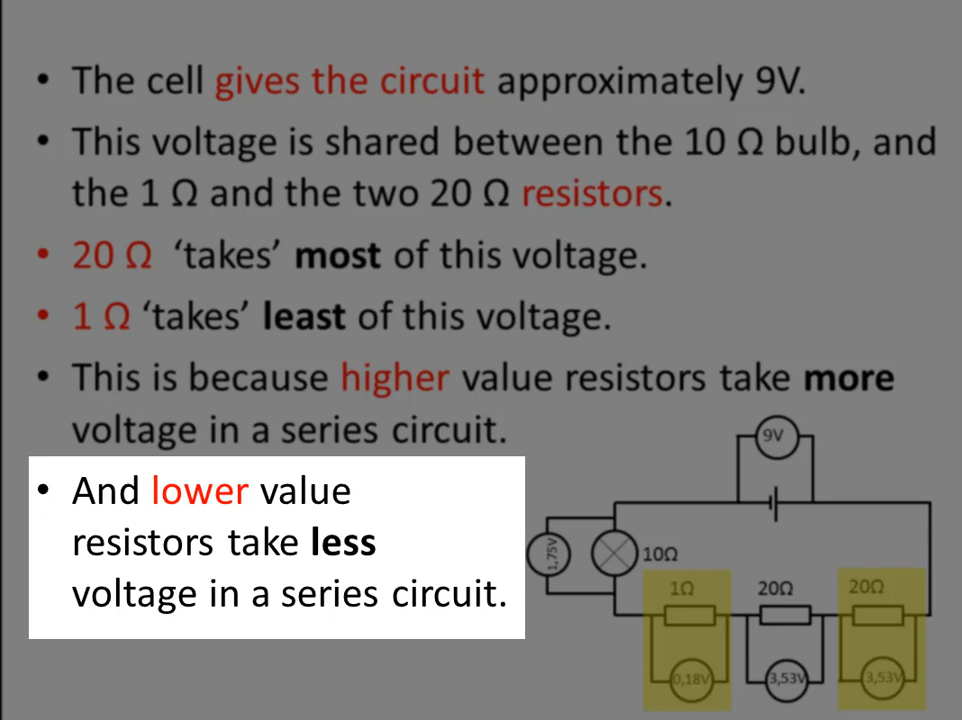 • The cell gives the circuit approximately 9V.
• This voltage is shared between the 10 Ω bulb, and
the 1 Ω and the two 20 Ω resistors.
• 20 Ω ‘takes’ most of this voltage.
• 1 Ω ‘takes’ least of this voltage.
• This is because higher value resistors take more
voltage in a series circuit.
• And lower value
resistors take less
voltage in a series circuit.
9V
1,75V
10Ω
1Ω
20Ω
20Ω
0,18V
3,53V
3,53V